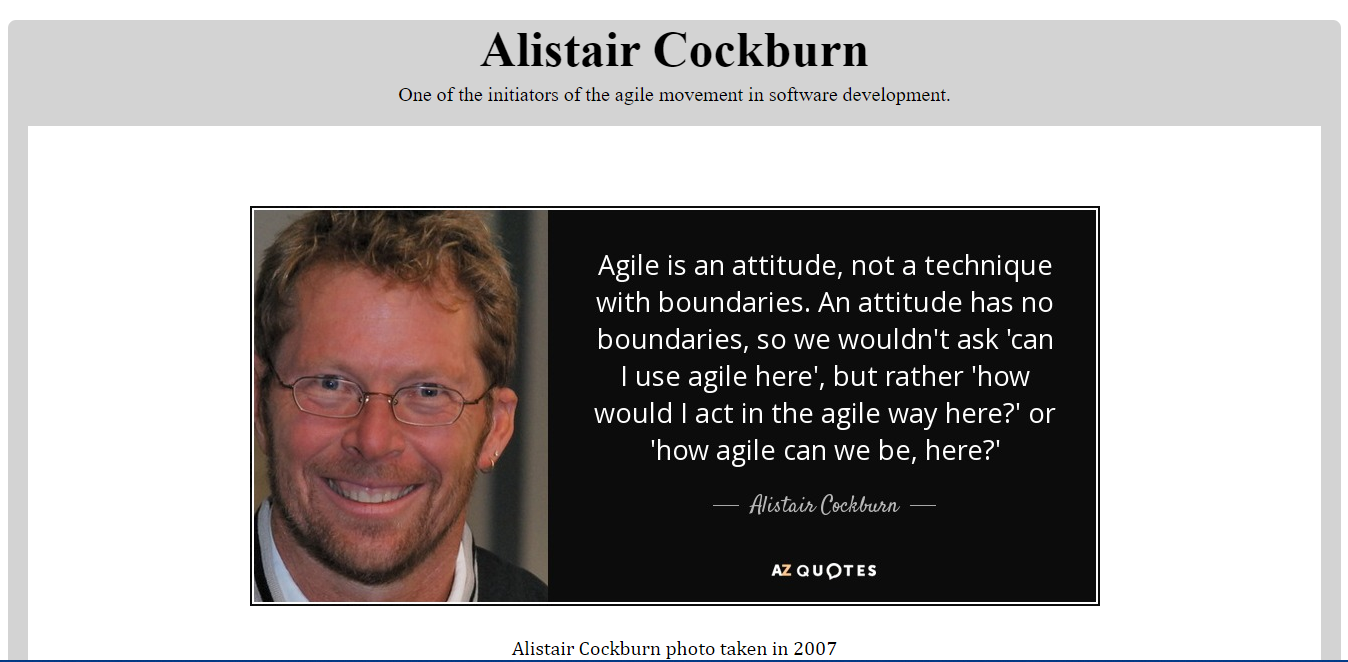 Alistair Cockburn
One of the initiators of the agile movement in software development.
Agile is an attitude, not a technique
with boundaries. An attitude has no
boundaries, so we wouldn't ask 'can
I use agile here', but rather 'how
would I act in the agile way here?' or
'how agile can we be, here?'
Alistair Cockburn
AZ QUOTES
Alistair Cockburn photo taken in 2007